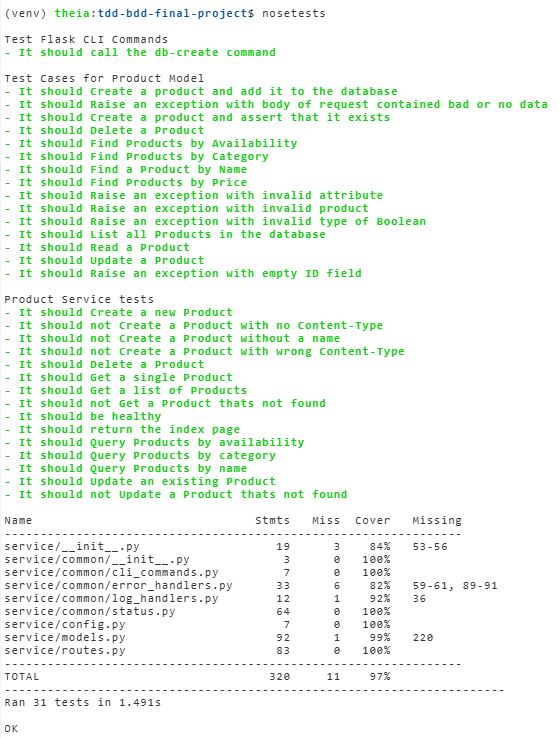 (venv) theia:tdd-bdd-final-project$ nosetests
Test Flask CLI Commands
- It should call the db-create command
Test Cases for Product Model
- It should Create a product and add it to the database
- It should Raise an exception with body of request contained bad or no data
- It should Create a product and assert that it exists
- It should Delete a Product
- It should Find Products by Availability
- It should Find Products by Category
- It should Find a Product by Name
- It should Find Products by Price
- It should Raise an exception with invalid attribute
- It should Raise an exception with invalid product
- It should Raise an exception with invalid type of Boolean
- It should List all Products in the database
- It should Read a Product
- It should Update a Product
- It should Raise an exception with empty ID field
Product Service tests
- It should Create a new Product
- It should not Create a Product with no Content-Type
- It should not Create a Product without a name
- It should not Create a Product with wrong Content-Type
- It should Delete a Product
- It should Get a single Product
- It should Get a list of Products
- It should not Get a Product thats not found
- It should be healthy
- It should return the index page
- It should Query Products by availability
- It should Query Products by category
- It should Query Products by name
- It should Update an existing Product
- It should not Update a Product thats not found
Name                               Stmts   Miss  Cover   Missing
----------------------------------------------------------------
service/__init__.py                   19      3    84%   53-56
service/common/__init__.py             3      0   100%
service/common/cli_commands.py         7      0   100%
service/common/error_handlers.py      33      6    82%   59-61, 89-91
service/common/log_handlers.py        12      1    92%   36
service/common/status.py              64      0   100%
service/config.py                      7      0   100%
service/models.py                     92      1    99%   220
service/routes.py                     83      0   100%
----------------------------------------------------------------
TOTAL                                320     11    97%
----------------------------------------------------------------------
Ran 31 tests in 1.491s
OK